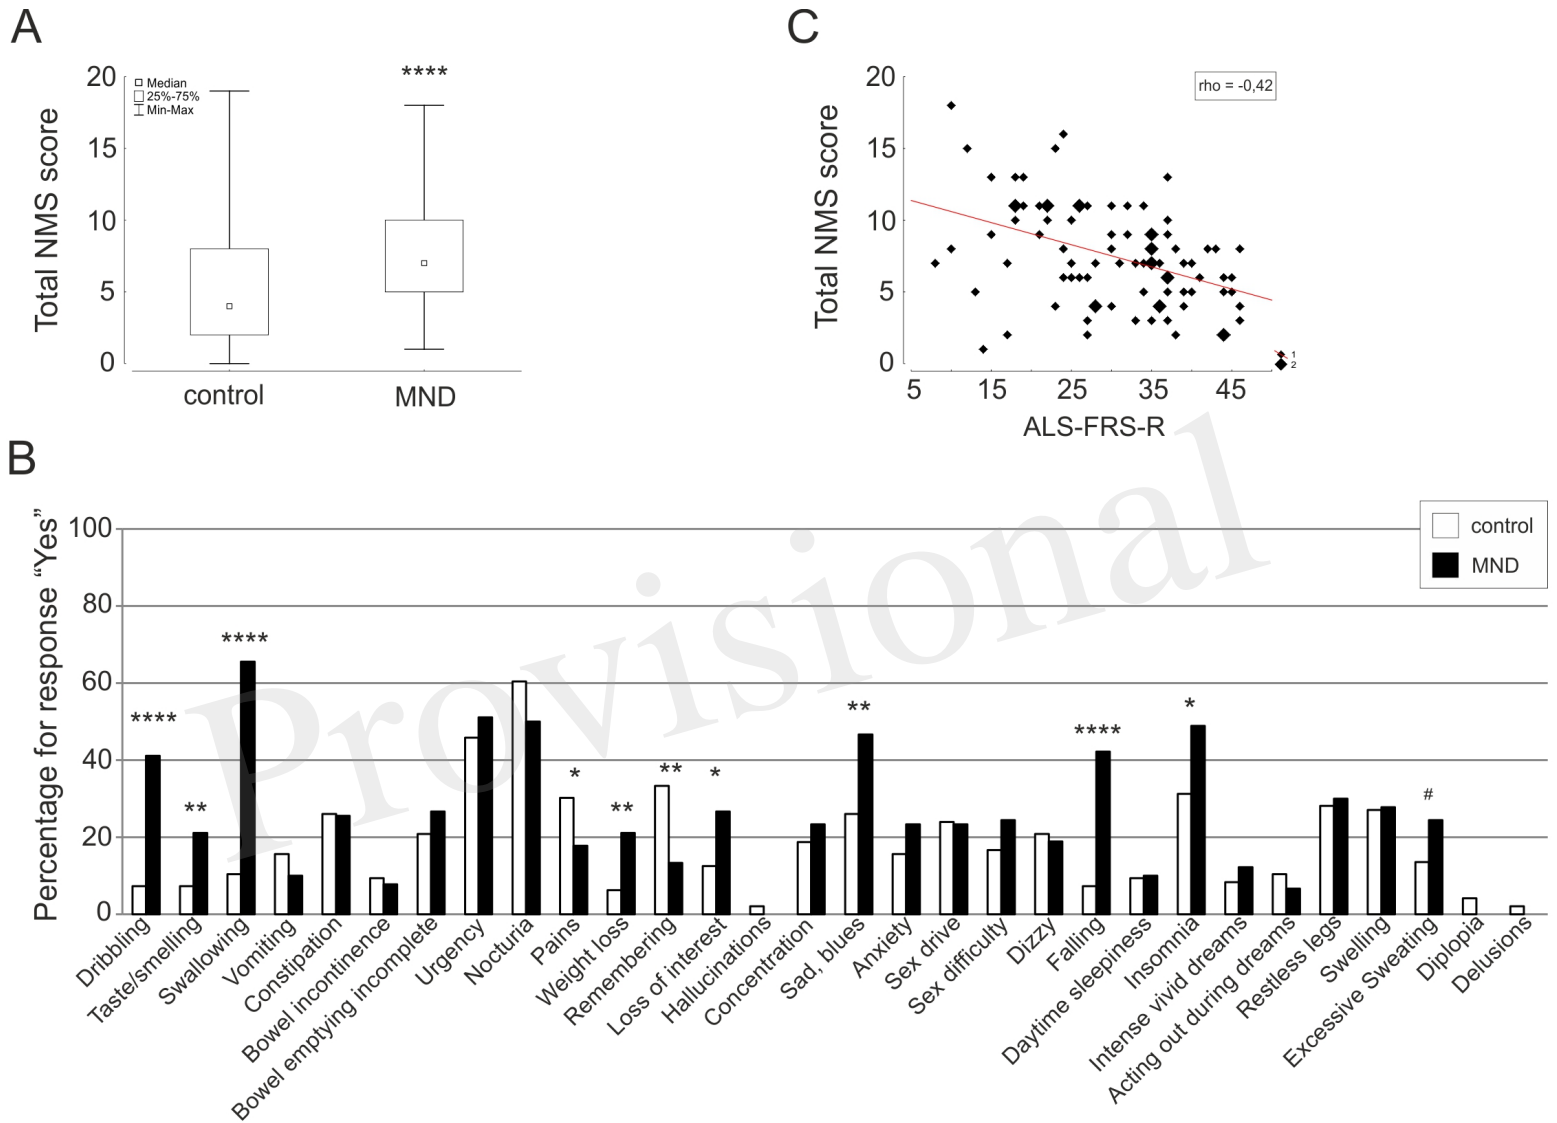 A
Total NMS score
20
15
10
5
0
Median
25%-75%
Min-Max
****
control
MND
C
Total NMS score
20
15
10
5
0
rho = -0,42
1
2
5 15 25 35 45
ALS-FRS-R
B
Percentage for response “Yes”
100
80
60
40
20
0
control
MND
****
**
****
*
**
**
*
**
****
*
#
Dribbling
Taste/smelling
Swallowing
Vomiting
Constipation
Bowel incontinence
Bowel emptying incomplete
Urgency
Nocturia
Pains
Weight loss
Remembering
Loss of interest
Hallucinations
Concentration
Sad, blues
Anxiety
Sex drive
Sex difficulty
Dizzy
Falling
Daytime sleepiness
Insomnia
Intense vivid dreams
Acting out during dreams
Restless legs
Swelling
Excessive Sweating
Diplopia
Delusions
Provisional